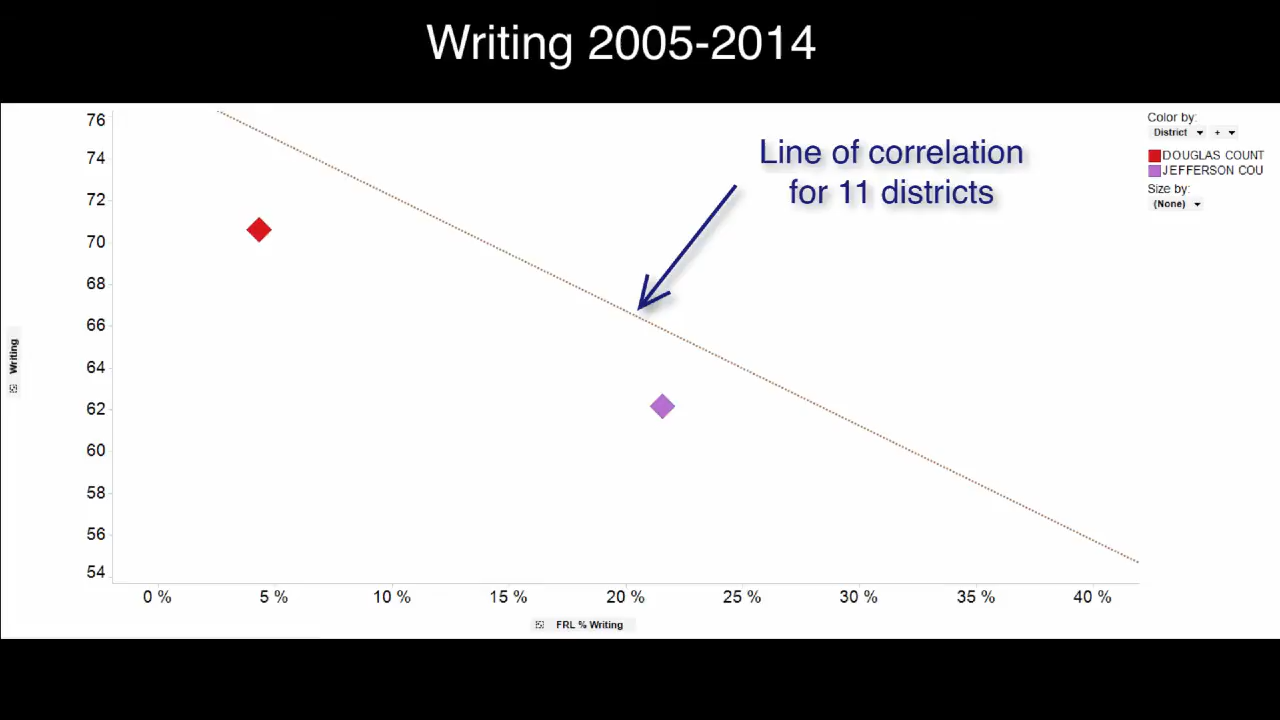 Writing 2005-2014
Color by:
District
+
DOUGLAS COUNT
JEFFERSON COU
Size by:
(None)
Line of correlation
for 11 districts
76
74
72
70
68
66
64
62
60
58
56
54
Writing
0 %
5 %
10 %
15 %
20 %
25 %
30 %
35 %
40 %
FRL % Writing